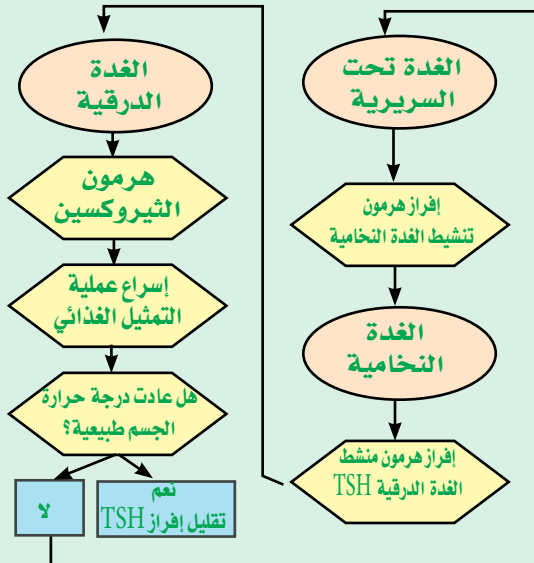 الغدة تحت
السريرية
إفراز هرمون
تنشيط الغدة النخامية
الغدة
النخامية
إفراز هرمون منشط
الغدة الدرقية TSH
الغدة
الدرقية
هرمون
الثيروكسين
إسراع عملية
التمثيل الغذائي
هل عادت درجة حرارة
الجسم طبيعية؟
نعم
تقليل إفراز TSH
لا